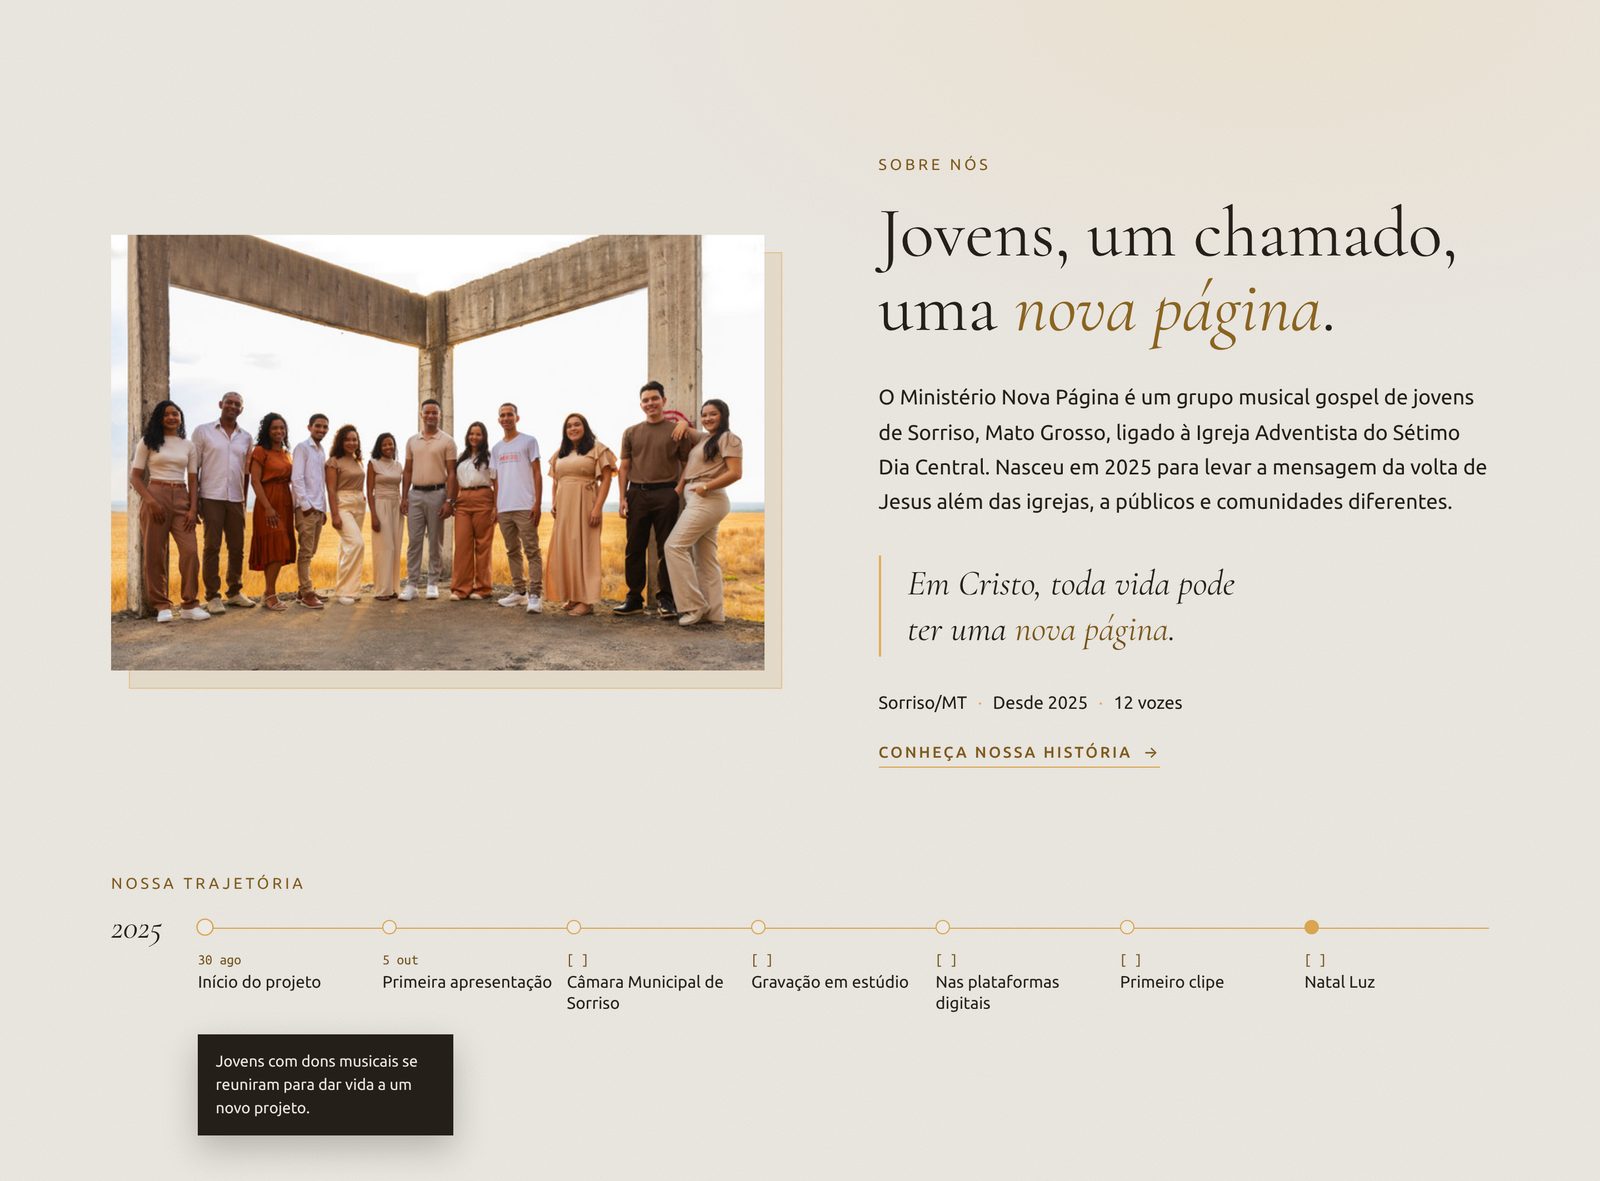 SOBRE NÓS
Jovens, um chamado,
uma nova página.
O Ministério Nova Página é um grupo musical gospel de jovens
de Sorriso, Mato Grosso, ligado à Igreja Adventista do Sétimo
Dia Central. Nasceu em 2025 para levar a mensagem da volta de
Jesus além das igrejas, a públicos e comunidades diferentes.
Em Cristo, toda vida pode
ter uma nova página.
Sorriso/MT · Desde 2025 · 12 vozes
CONHEÇA NOSSA HISTÓRIA →
NOSSA TRAJETÓRIA
2025
30 ago
Início do projeto
5 out
Primeira apresentação
[ ]
Câmara Municipal de
Sorriso
[ ]
Gravação em estúdio
[ ]
Nas plataformas
digitais
[ ]
Primeiro clipe
[ ]
Natal Luz
Jovens com dons musicais se
reuniram para dar vida a um
novo projeto.